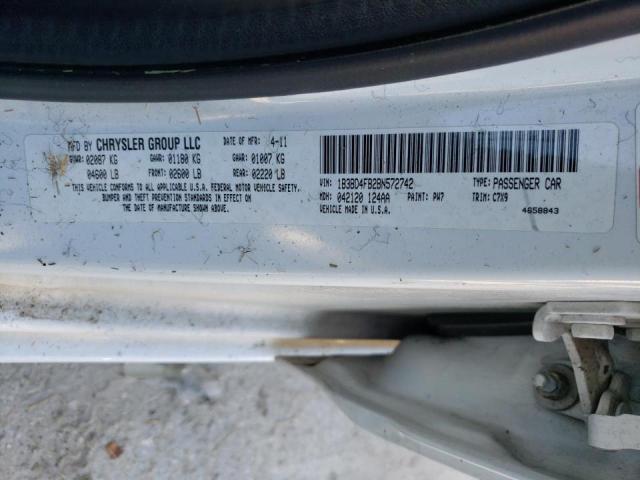 MFD BY CHRYSLER GROUP LLC DATE OF MFR: 4-11
GVWR: 02087 KG GAWR: 01180 KG GAWR: 01007 KG
04600 LB FRONT: 02600 LB REAR: 02220 LB
THIS VEHICLE CONFORMS TO ALL APPLICABLE U.S.A. FEDERAL MOTOR VEHICLE SAFETY,
BUMPER, AND THEFT PREVENTION STANDARDS IN EFFECT ON
THE DATE OF MANUFACTURE SHOWN ABOVE.
VIN: 1B3BD4FB2BN572742 TYPE: PASSENGER CAR
MDH: 042120 124AA PAINT: PW7 TRIM: C7X9
MADE IN U.S.A. 4658843